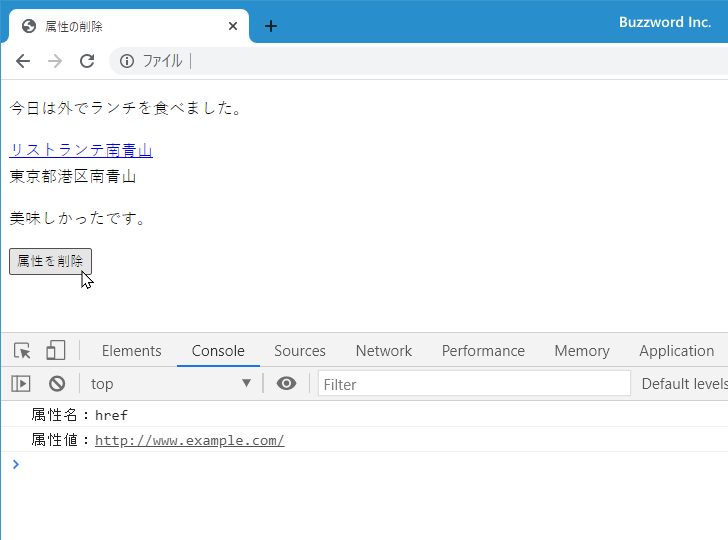 属性の削除
Buzzword Inc.
ファイル
今日は外でランチを食べました。
リストランテ南青山
東京都港区南青山
美味しかったです。
属性を削除
Elements Console Sources Network Performance Memory Application
top Filter Default levels
属性名：href
属性値：http://www.example.com/